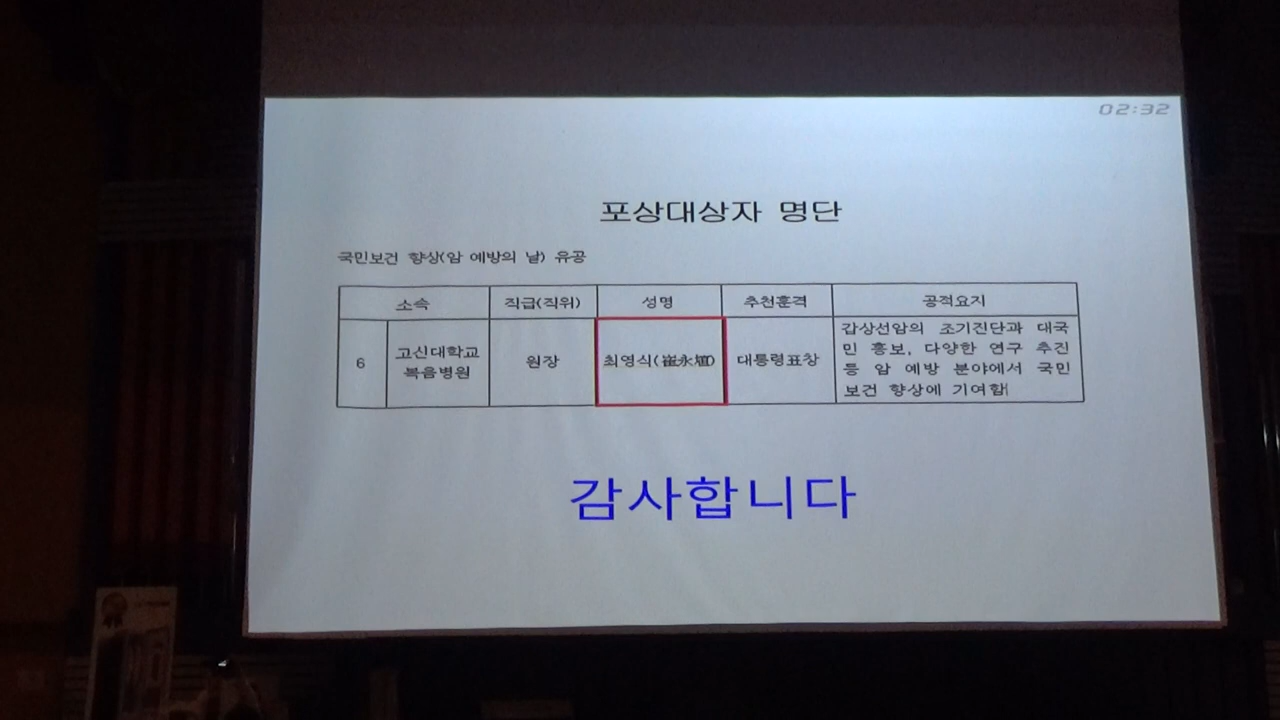 02:32
포상대상자 명단
국민보건 향상(암 예방의 날) 유공
소속 직급(직위) 성명 추천훈격 공적요지
6 고신대학교 복음병원 원장 최영식(崔永埴) 대통령표창
갑상선암의 조기진단과 대국
민 홍보, 다양한 연구 추진
등 암 예방 분야에서 국민
보건 향상에 기여함
감사합니다